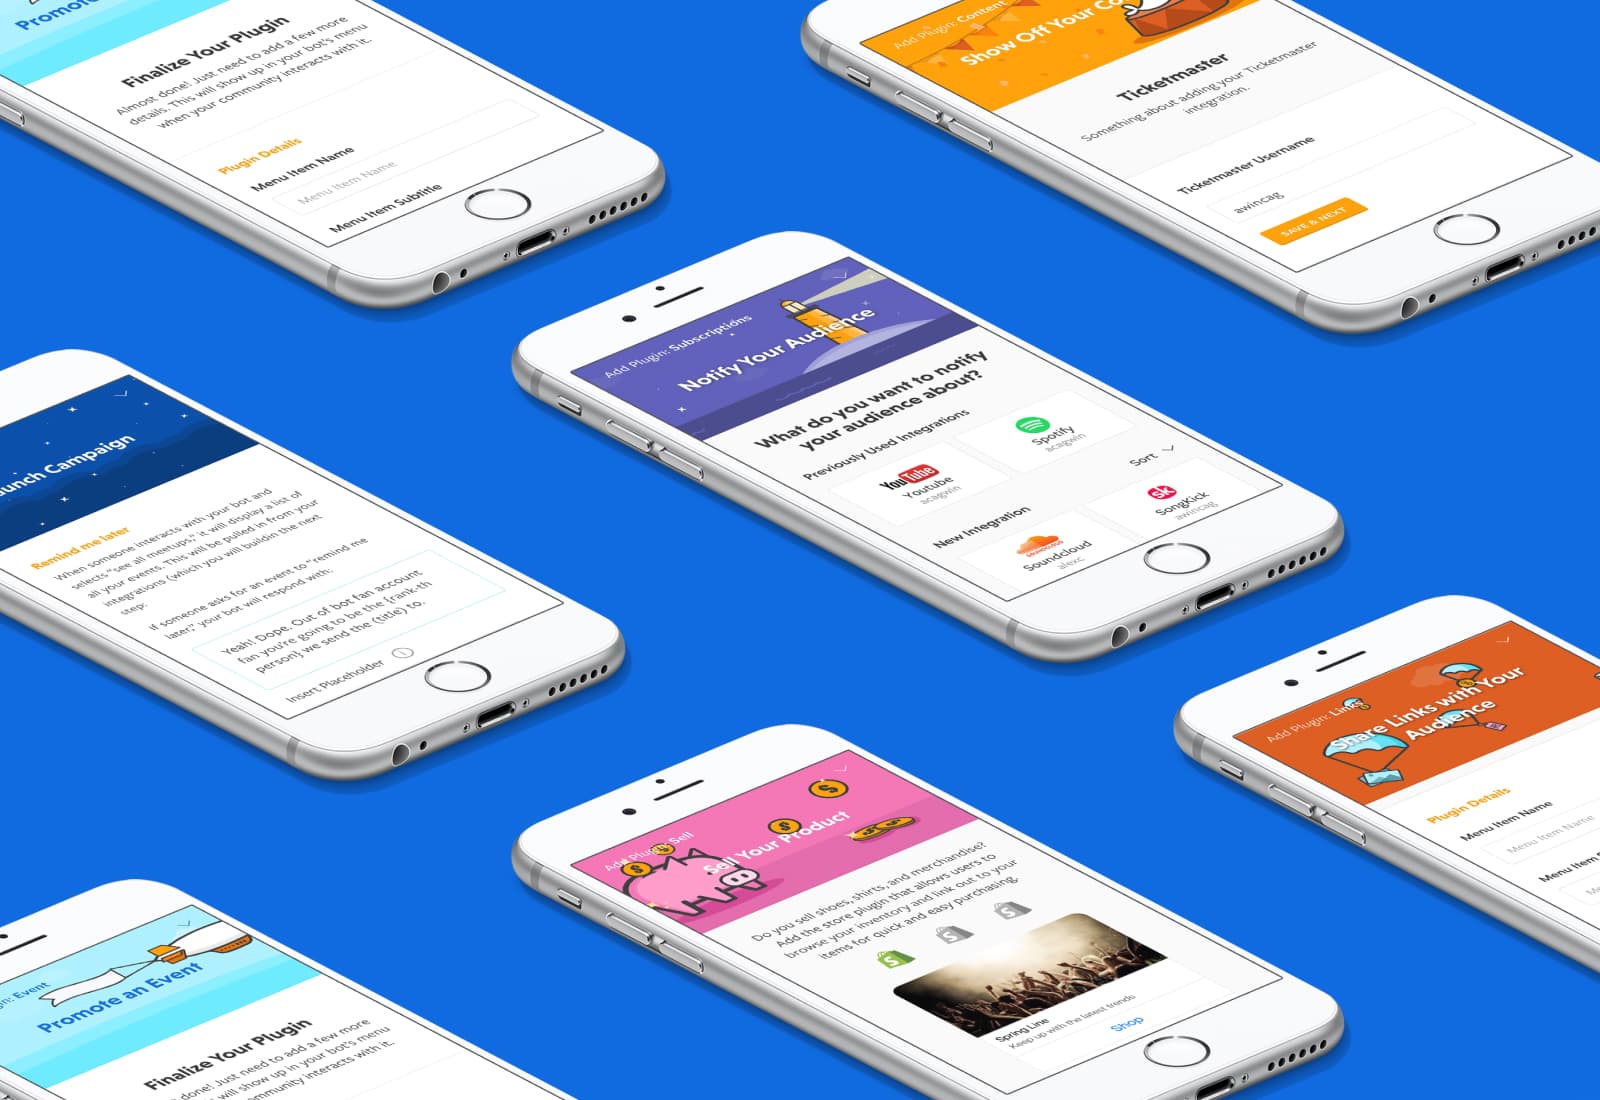 Promote
Finalize Your Plugin
Almost done! Just need to add a few more
details. This will show up in your bot's menu
when your community interacts with it.
Plugin Details
Menu Item Name
Menu Item Name
Menu Item Subtitle
Add Plugin: Content
Show Off Your Co
Ticketmaster
Something about adding your Ticketmaster
integration.
Ticketmaster Username
awincag
SAVE & NEXT
Add Plugin: Subscriptions
Notify Your Audience
What do you want to notify
your audience about?
Previously Used Integrations
YouTube
Youtube
acagwin
Spotify
acagwin
Sort
New Integration
SOUNDCLOUD
Soundcloud
alexc
sk
SongKick
awincag
unch Campaign
Remind me later
When someone interacts with your bot and
selects "see all meetups," it will display a list of
all your events. This will be pulled in from your
integrations (which you will buildin the next
step:
If someone asks for an event to "remind me
later," your bot will respond with:
Yeah! Dope. Out of bot fan account
fan you're going to be the {rank-th
person} we send the {title} to.
Insert Placeholder
i
Add Plugin: Links
Share Links with Your
Audience
Plugin Details
Menu Item Name
Menu Item Name
Menu Item S
Me
Add Plugin: Sell
Sell Your Product
Do you sell shoes, shirts, and merchandise?
Add the store plugin that allows users to
browse your inventory and link out to your
items for quick and easy purchasing.
Spring Line
Keep up with the latest trends
Shop
gin: Event
Promote an Event
Finalize Your Plugin
done! Just need to add a few more
will show up in your bot's menu
mmunity interacts with it.